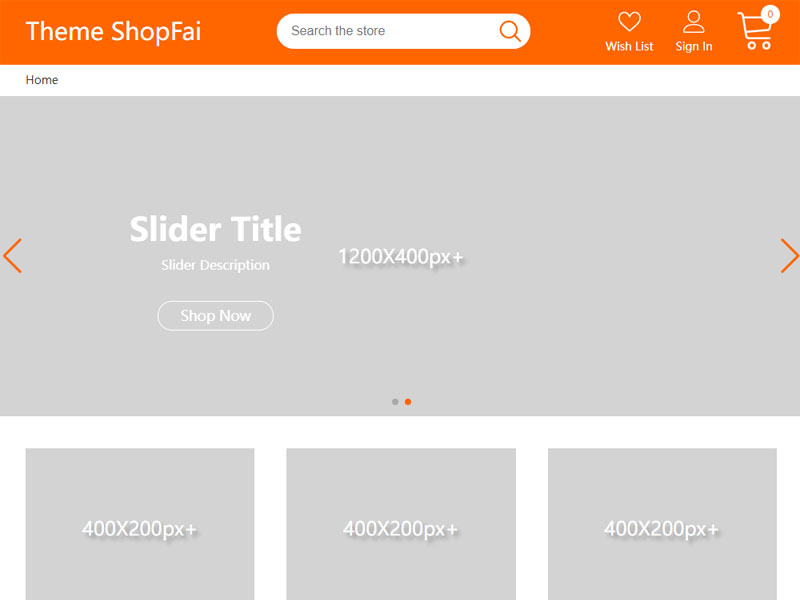 Theme ShopFai
Search the store
Wish List
Sign In
0
Home
Slider Title
Slider Description
Shop Now
1200X400px+
400X200px+
400X200px+
400X200px+